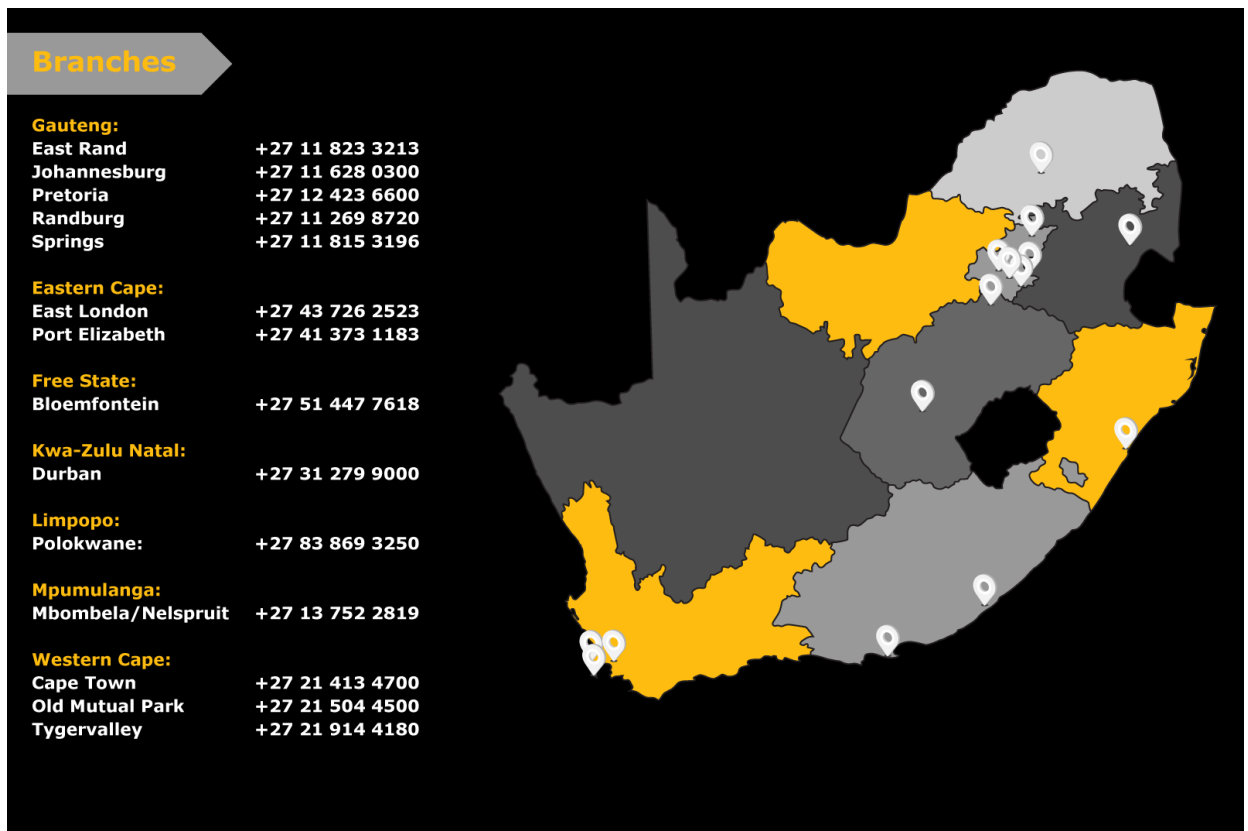 Branches
Gauteng:
East Rand +27 11 823 3213
Johannesburg +27 11 628 0300
Pretoria +27 12 423 6600
Randburg +27 11 269 8720
Springs +27 11 815 3196
Eastern Cape:
East London +27 43 726 2523
Port Elizabeth +27 41 373 1183
Free State:
Bloemfontein +27 51 447 7618
Kwa-Zulu Natal:
Durban +27 31 279 9000
Limpopo:
Polokwane: +27 83 869 3250
Mpumulanga:
Mbombela/Nelspruit +27 13 752 2819
Western Cape:
Cape Town +27 21 413 4700
Old Mutual Park +27 21 504 4500
Tygervalley +27 21 914 4180